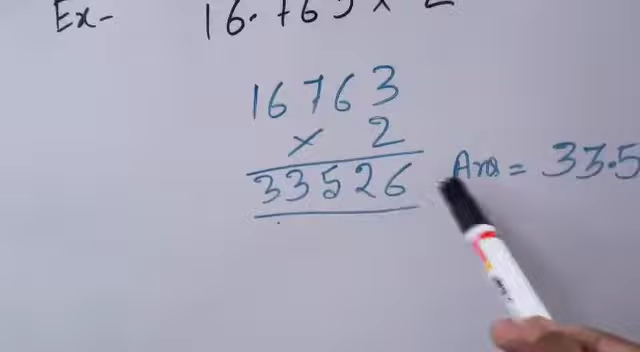 Ex- 16.763 × 2
16763
× 2
33526
Ans = 33.5